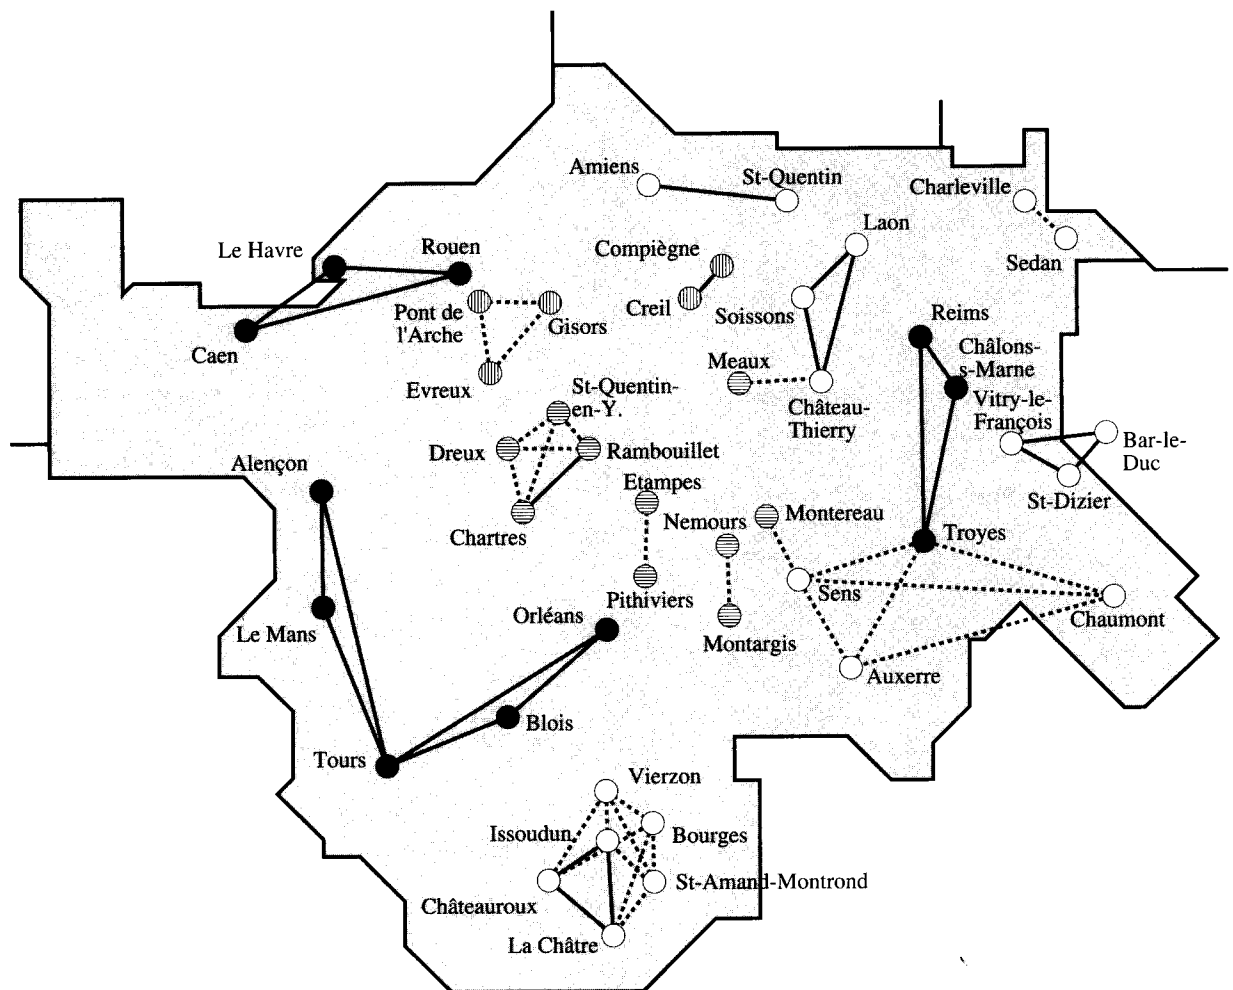 Amiens
St-Quentin
Charleville
Laon
Le Havre
Rouen
Compiègne
Sedan
Pont de
l'Arche
Gisors
Creil
Soissons
Reims
Caen
Châlons-
s-Marne
Meaux
Evreux
St-Quentin-
en-Y.
Château-
Thierry
Vitry-le-
François
Bar-le-
Duc
Dreux
Rambouillet
Alençon
Etampes
St-Dizier
Nemours
Montereau
Chartres
Troyes
Sens
Pithiviers
Orléans
Le Mans
Chaumont
Montargis
Auxerre
Blois
Tours
Vierzon
Issoudun
Bourges
St-Amand-Montrond
Châteauroux
La Châtre